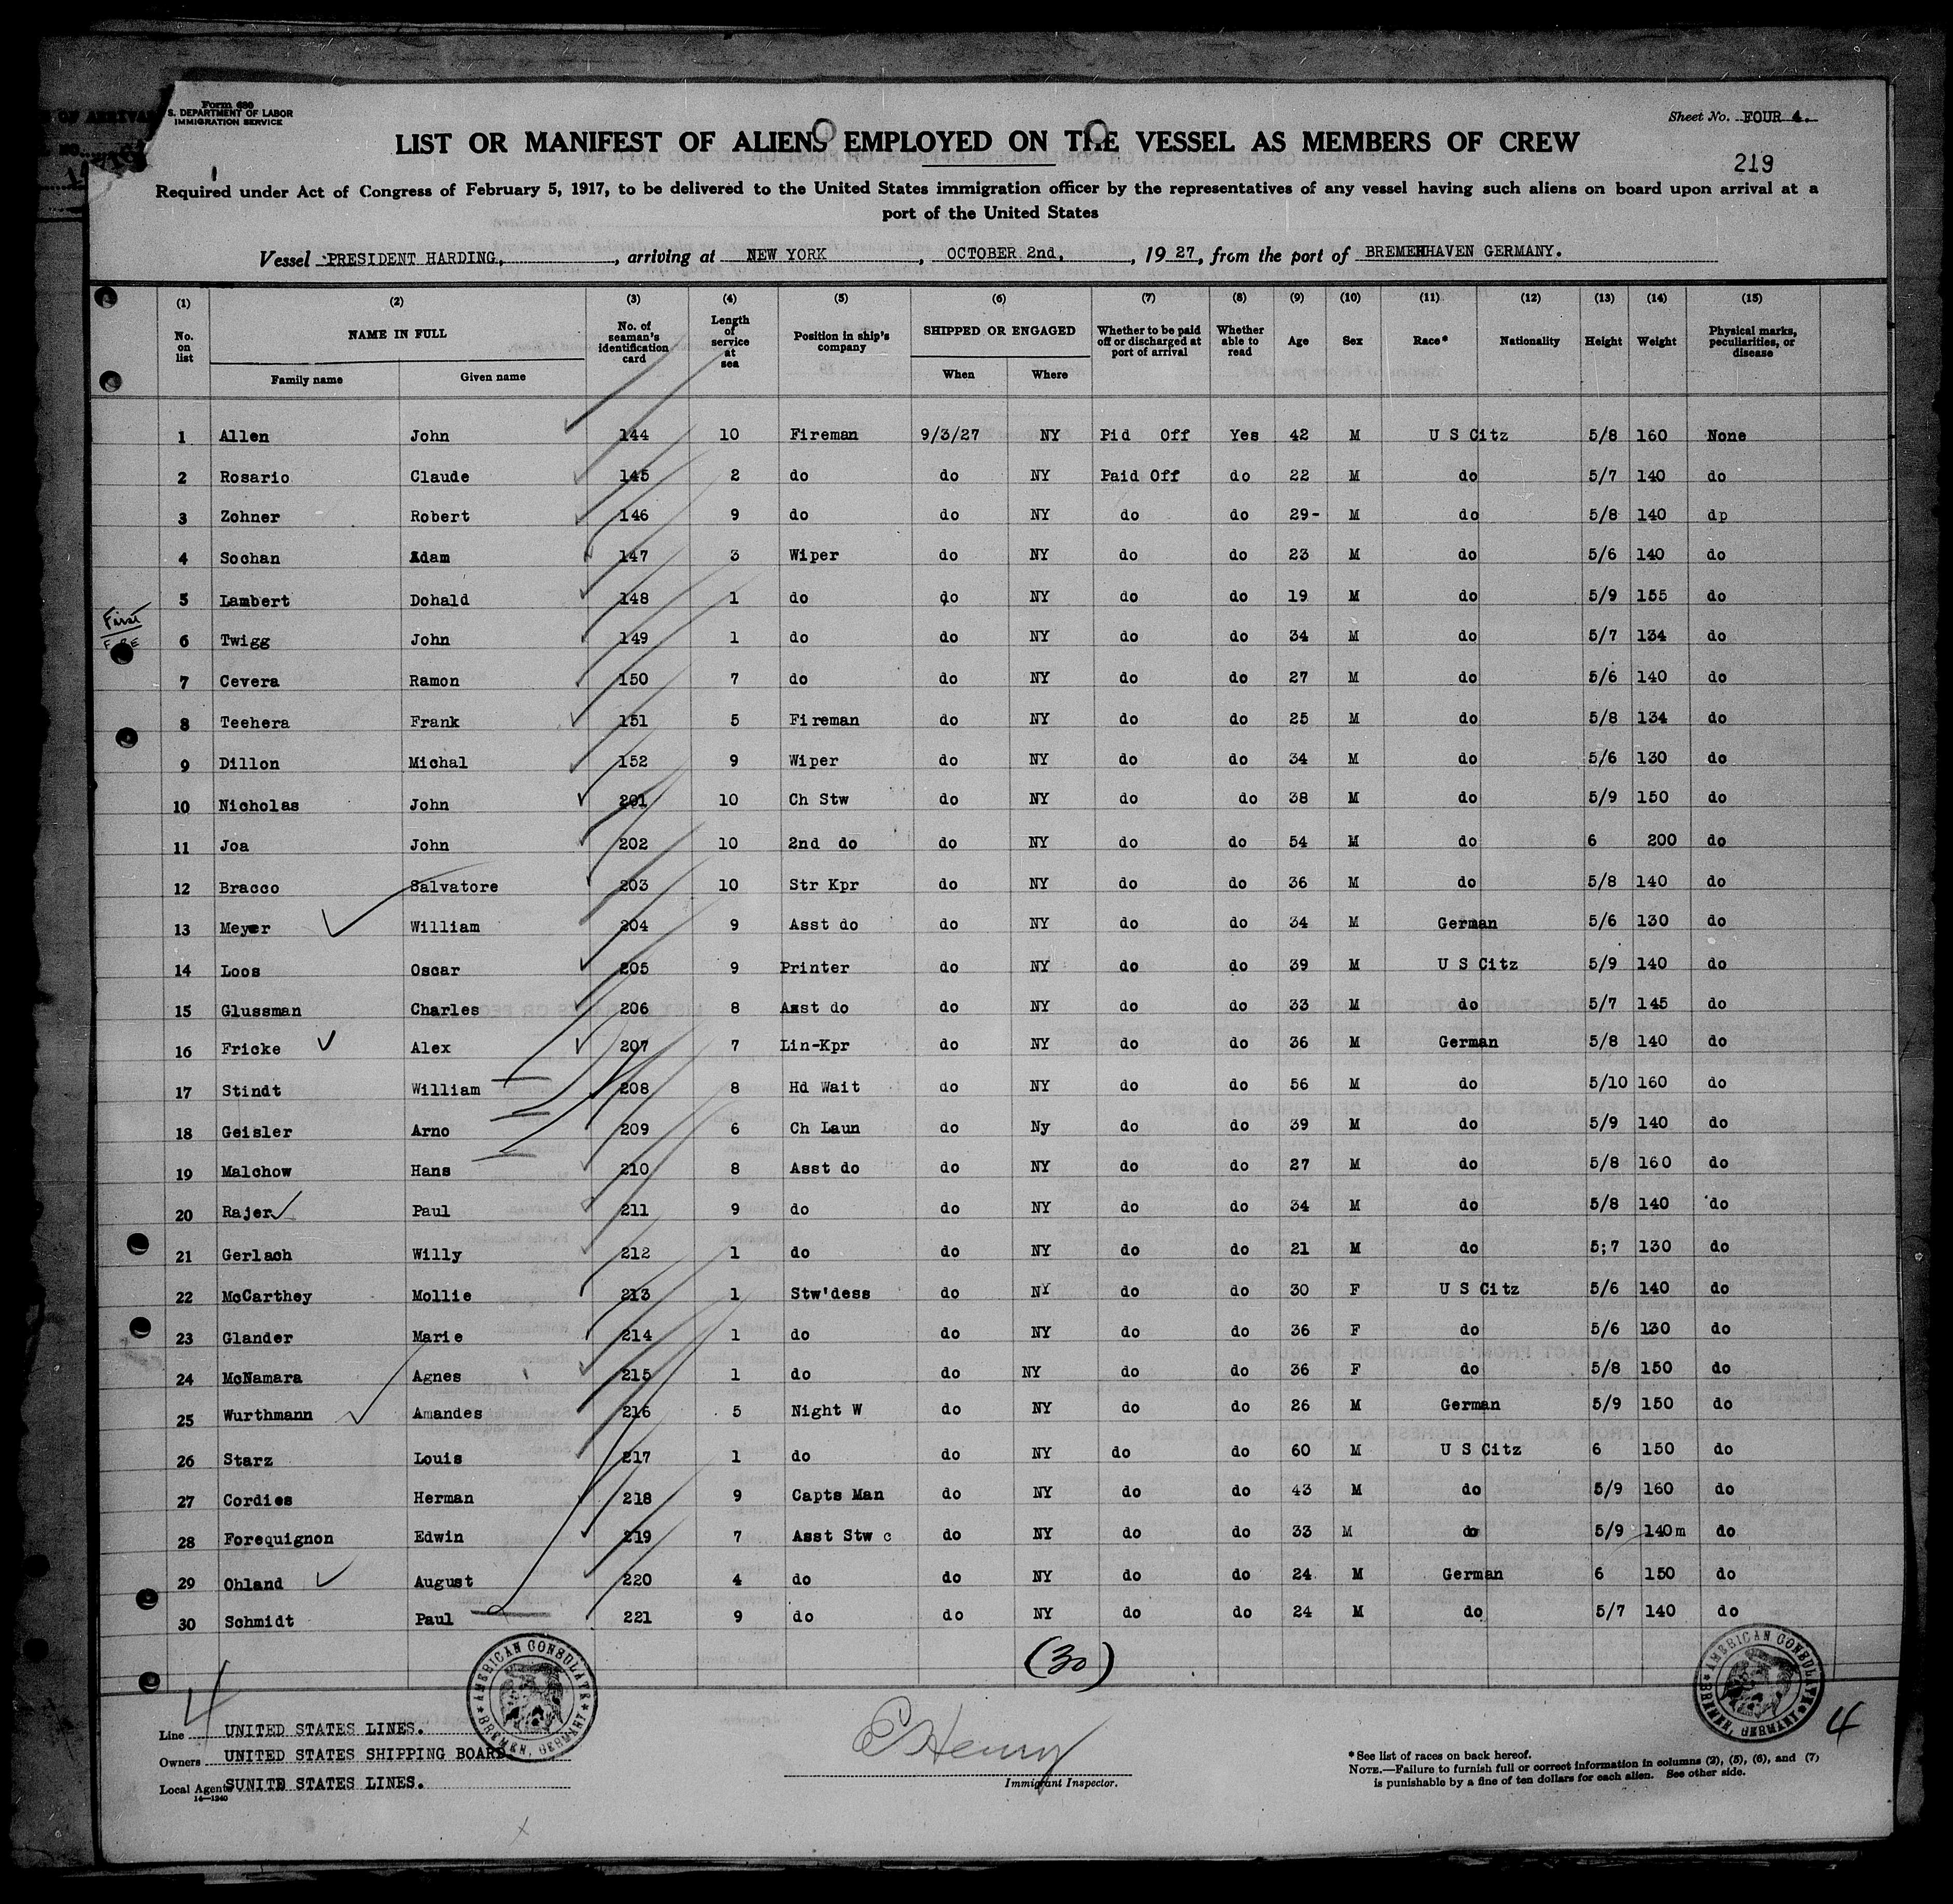 Form 680
S. DEPARTMENT OF LABOR
IMMIGRATION SERVICE
Sheet No. FOUR 4.
LIST OR MANIFEST OF ALIENS EMPLOYED ON THE VESSEL AS MEMBERS OF CREW
219
Required under Act of Congress of February 5, 1917, to be delivered to the United States immigration officer by the representatives of any vessel having such aliens on board upon arrival at a
port of the United States
Vessel PRESIDENT HARDING, arriving at NEW YORK, OCTOBER 2nd, 1927, from the port of BREMERHAVEN GERMANY.
(1) (2) (3) (4) (5) (6) (7) (8) (9) (10) (11) (12) (13) (14) (15)
No. on list NAME IN FULL Family name Given name No. of seaman's identification card Length of service at sea Position in ship's company SHIPPED OR ENGAGED When Where Whether to be paid off or discharged at port of arrival Whether able to read Age Sex Race* Nationality Height Weight Physical marks, peculiarities, or disease
1 Allen John 144 10 Fireman 9/3/27 NY Pid Off Yes 42 M U S Citz 5/8 160 None
2 Rosario Claude 145 2 do do NY Paid Off do 22 M do 5/7 140 do
3 Zohner Robert 146 9 do do NY do do 29- M do 5/8 140 dp
4 Sochan Adam 147 3 Wiper do NY do do 23 M do 5/6 140 do
5 Lambert Dohald 148 1 do do NY do do 19 M do 5/9 155 do
First
6 Twigg John 149 1 do do NY do do 34 M do 5/7 134 do
7 Cevera Ramon 150 7 do do NY do do 27 M do 5/6 140 do
8 Teehera Frank 151 5 Fireman do NY do do 25 M do 5/8 134 do
9 Dillon Michal 152 9 Wiper do NY do do 34 M do 5/6 130 do
10 Nicholas John 201 10 Ch Stw do NY do do 38 M do 5/9 150 do
11 Joa John 202 10 2nd do do NY do do 54 M do 6 200 do
12 Bracco Salvatore 203 10 Str Kpr do NY do do 36 M do 5/8 140 do
13 Meyer William 204 9 Asst do do NY do do 34 M German 5/6 130 do
14 Loos Oscar 205 9 Printer do NY do do 39 M U S Citz 5/9 140 do
15 Glussman Charles 206 8 Asst do do NY do do 33 M do 5/7 145 do
16 Fricke Alex 207 7 Lin-Kpr do NY do do 36 M German 5/8 140 do
17 Stindt William 208 8 Hd Wait do NY do do 56 M do 5/10 160 do
18 Geisler Arno 209 6 Ch Laun do Ny do do 39 M do 5/9 140 do
19 Malchow Hans 210 8 Asst do do NY do do 27 M do 5/8 160 do
20 Rajer Paul 211 9 do do NY do do 34 M do 5/8 140 do
21 Gerlach Willy 212 1 do do NY do do 21 M do 5;7 130 do
22 McCarthey Mollie 213 1 Stw'dess do NY do do 30 F U S Citz 5/6 140 do
23 Glander Marie 214 1 do do NY do do 36 F do 5/6 130 do
24 McNamara Agnes 215 1 do do NY do do 36 F do 5/8 150 do
25 Wurthmann Amandes 216 5 Night W do NY do do 26 M German 5/9 150 do
26 Starz Louis 217 1 do do NY do do 60 M U S Citz 6 150 do
27 Cordies Herman 218 9 Capts Man do NY do do 43 M do 5/9 160 do
28 Forequignon Edwin 219 7 Asst Stw c do NY do do 33 M do 5/9 140m do
29 Ohland August 220 4 do do NY do do 24 M German 6 150 do
30 Schmidt Paul 221 9 do do NY do do 24 M do 5/7 140 do
(30)
AMERICAN CONSULATE BREMEN, GERMANY
AMERICAN CONSULATE BREMEN, GERMANY
4
4
Line UNITED STATES LINES.
Owners UNITED STATES SHIPPING BOARD.
Local Agents UNITED STATES LINES.
14—1240
E Henry
Immigrant Inspector.
*See list of races on back hereof.
NOTE.—Failure to furnish full or correct information in columns (2), (5), (6), and (7)
is punishable by a fine of ten dollars for each alien. See other side.